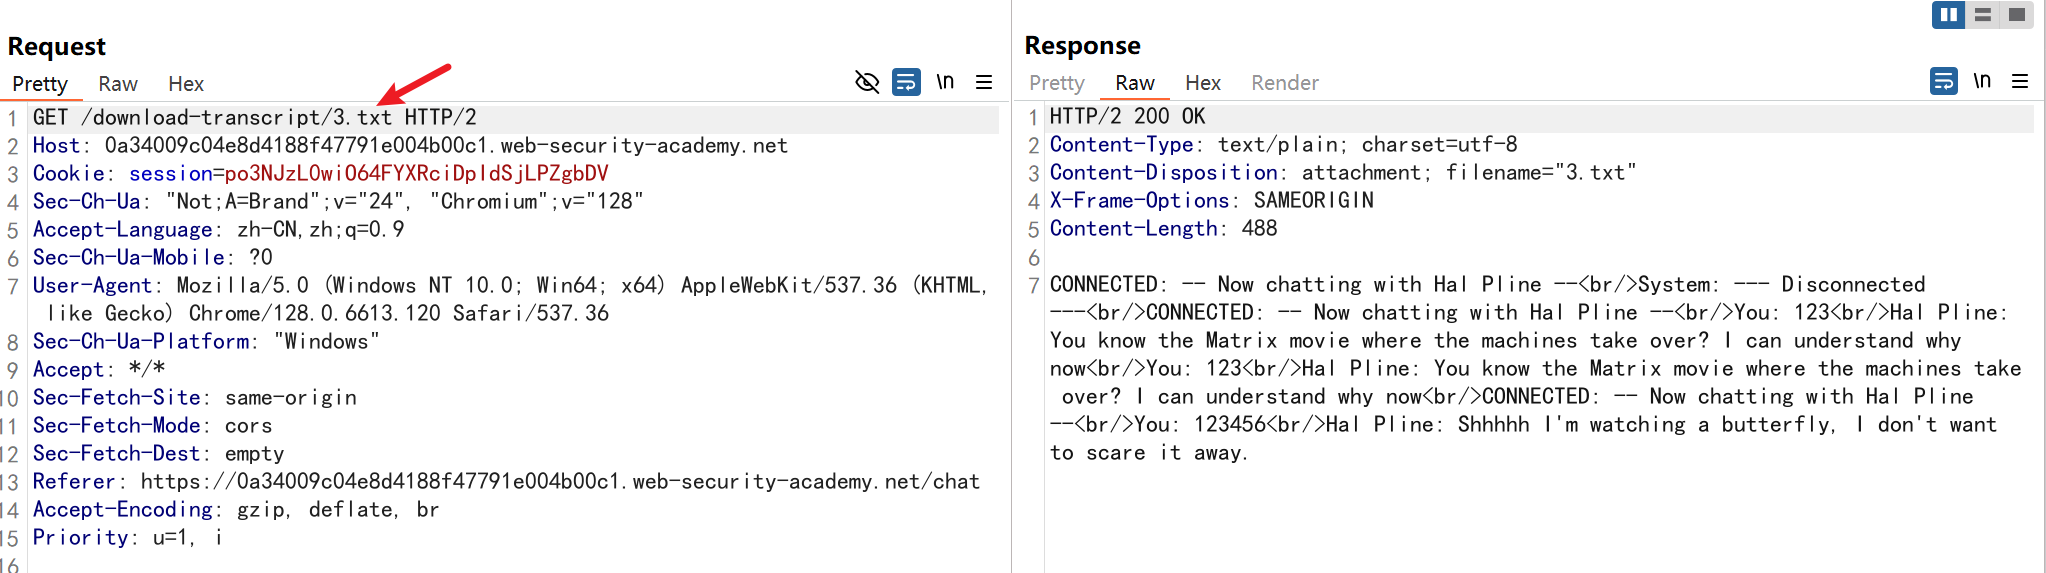 Request
Pretty Raw Hex
\n
1 GET /download-transcript/3.txt HTTP/2
2 Host: 0a34009c04e8d4188f47791e004b00c1.web-security-academy.net
3 Cookie: session=po3NJzL0wi064FYXRciDpIdSjLPZgbDV
4 Sec-Ch-Ua: "Not;A=Brand";v="24", "Chromium";v="128"
5 Accept-Language: zh-CN,zh;q=0.9
6 Sec-Ch-Ua-Mobile: ?0
7 User-Agent: Mozilla/5.0 (Windows NT 10.0; Win64; x64) AppleWebKit/537.36 (KHTML,
like Gecko) Chrome/128.0.6613.120 Safari/537.36
8 Sec-Ch-Ua-Platform: "Windows"
9 Accept: */*
10 Sec-Fetch-Site: same-origin
11 Sec-Fetch-Mode: cors
12 Sec-Fetch-Dest: empty
13 Referer: https://0a34009c04e8d4188f47791e004b00c1.web-security-academy.net/chat
14 Accept-Encoding: gzip, deflate, br
15 Priority: u=1, i
16
Response
Pretty Raw Hex Render
\n
1 HTTP/2 200 OK
2 Content-Type: text/plain; charset=utf-8
3 Content-Disposition: attachment; filename="3.txt"
4 X-Frame-Options: SAMEORIGIN
5 Content-Length: 488
6
7 CONNECTED: -- Now chatting with Hal Pline --<br/>System: --- Disconnected
---<br/>CONNECTED: -- Now chatting with Hal Pline --<br/>You: 123<br/>Hal Pline:
You know the Matrix movie where the machines take over? I can understand why
now<br/>You: 123<br/>Hal Pline: You know the Matrix movie where the machines take
over? I can understand why now<br/>CONNECTED: -- Now chatting with Hal Pline
--<br/>You: 123456<br/>Hal Pline: Shhhhh I'm watching a butterfly, I don't want
to scare it away.